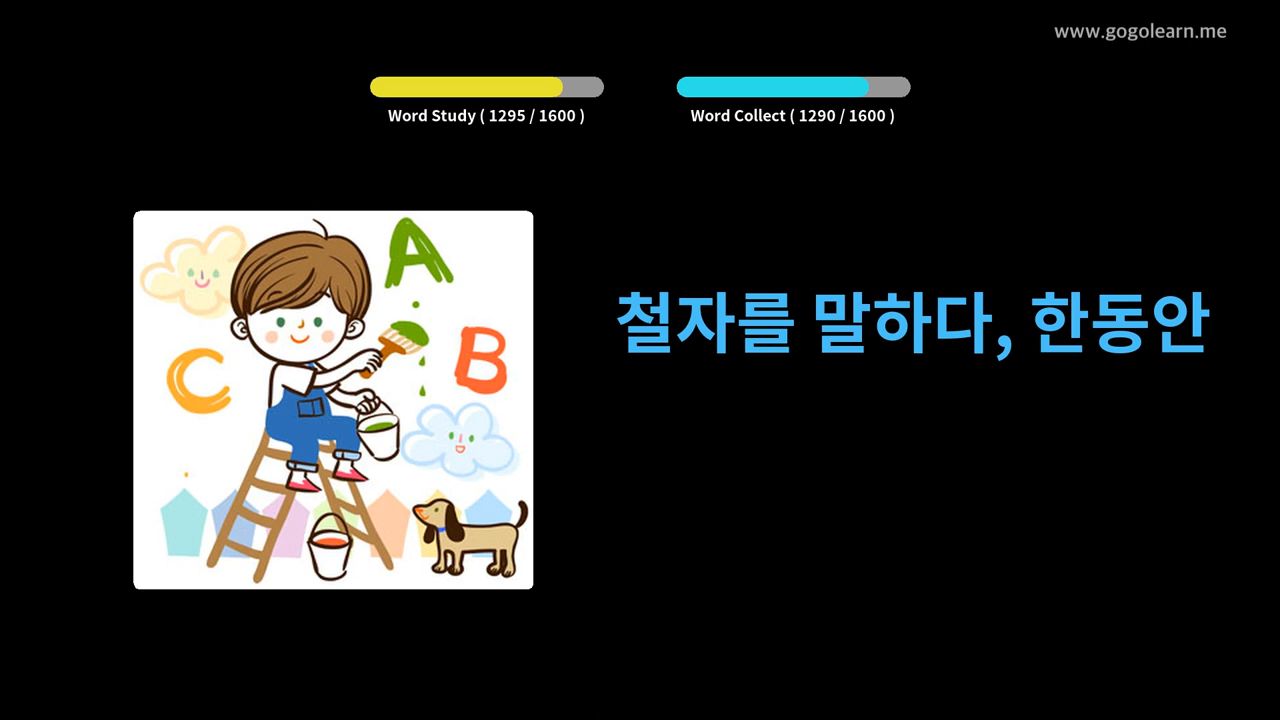 www.gogolearn.me
Word Study ( 1295 / 1600 )
Word Collect ( 1290 / 1600 )
A
B
C
철자를 말하다, 한동안